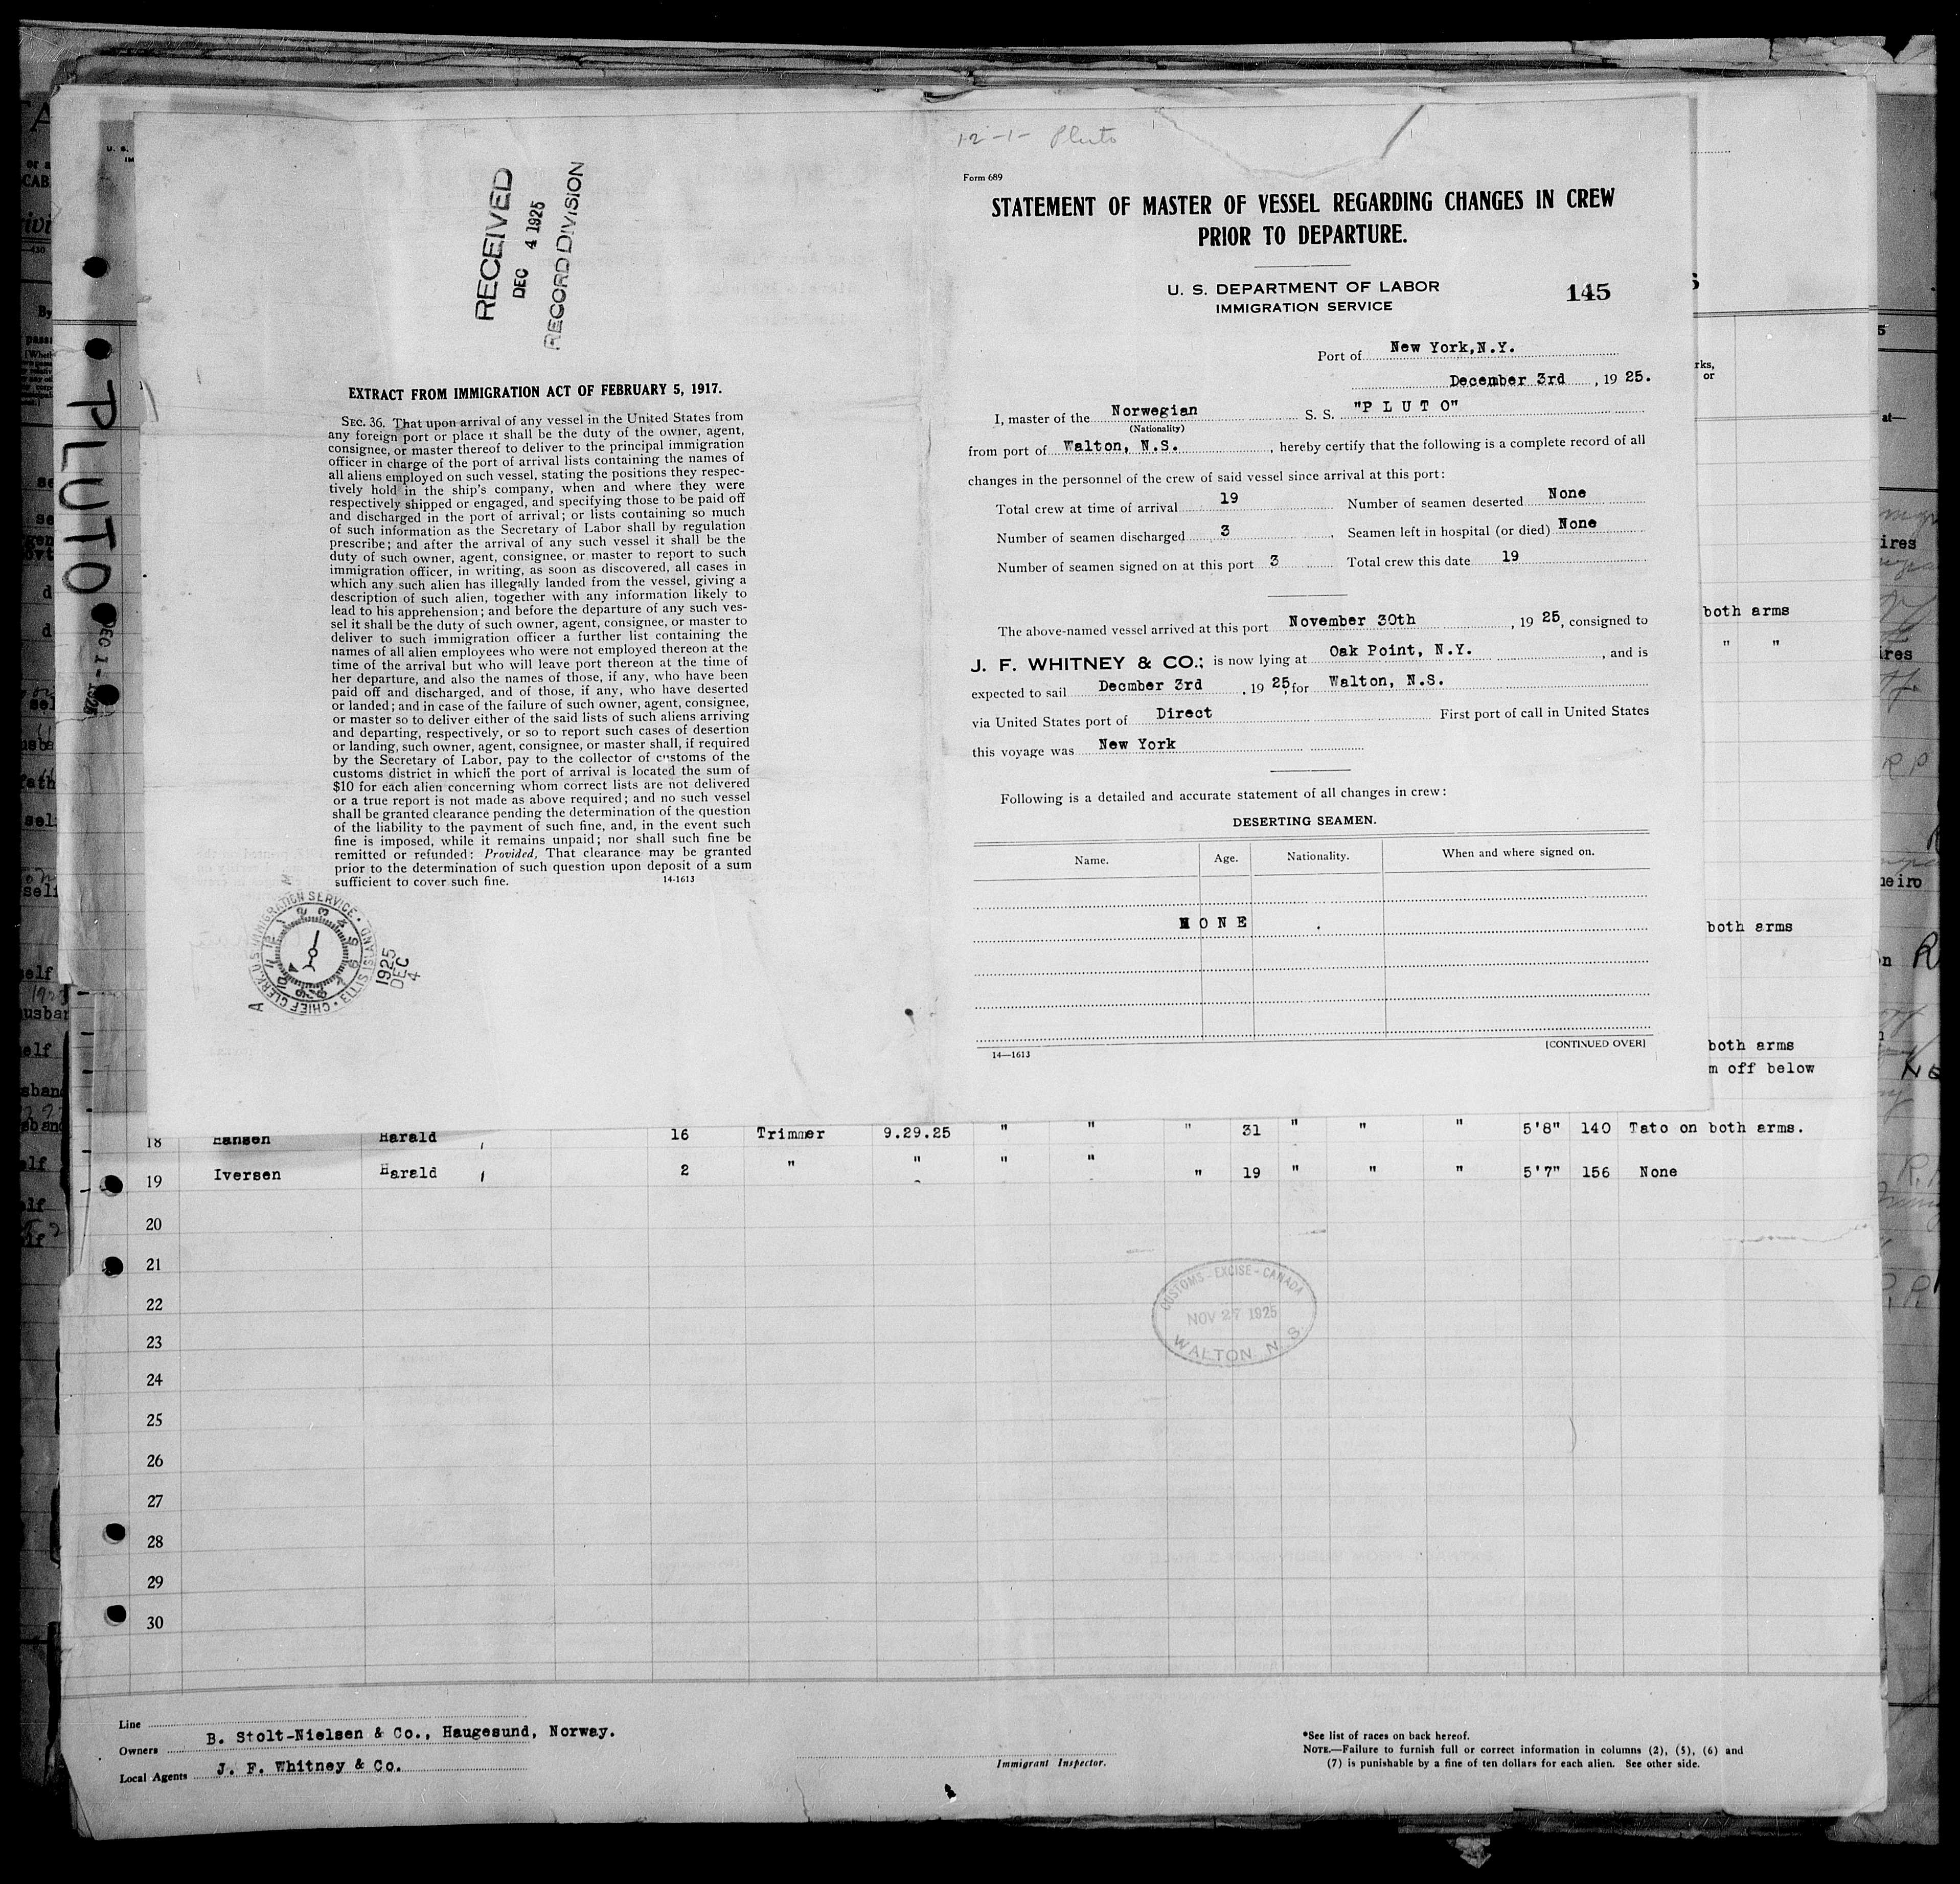 12-1- Pluto
RECEIVED
DEC 4 1925
RECORD DIVISION
EXTRACT FROM IMMIGRATION ACT OF FEBRUARY 5, 1917.
SEC. 36. That upon arrival of any vessel in the United States from
any foreign port or place it shall be the duty of the owner, agent,
consignee, or master thereof to deliver to the principal immigration
officer in charge of the port of arrival lists containing the names of
all aliens employed on such vessel, stating the positions they respec-
tively hold in the ship's company, when and where they were
respectively shipped or engaged, and specifying those to be paid off
and discharged in the port of arrival; or lists containing so much
of such information as the Secretary of Labor shall by regulation
prescribe; and after the arrival of any such vessel it shall be the
duty of such owner, agent, consignee, or master to report to such
immigration officer, in writing, as soon as discovered, all cases in
which any such alien has illegally landed from the vessel, giving a
description of such alien, together with any information likely to
lead to his apprehension; and before the departure of any such ves-
sel it shall be the duty of such owner, agent, consignee, or master to
deliver to such immigration officer a further list containing the
names of all alien employees who were not employed thereon at the
time of the arrival but who will leave port thereon at the time of
her departure, and also the names of those, if any, who have been
paid off and discharged, and of those, if any, who have deserted
or landed; and in case of the failure of such owner, agent, consignee,
or master so to deliver either of the said lists of such aliens arriving
and departing, respectively, or so to report such cases of desertion
or landing, such owner, agent, consignee, or master shall, if required
by the Secretary of Labor, pay to the collector of customs of the
customs district in which the port of arrival is located the sum of
$10 for each alien concerning whom correct lists are not delivered
or a true report is not made as above required; and no such vessel
shall be granted clearance pending the determination of the question
of the liability to the payment of such fine, and, in the event such
fine is imposed, while it remains unpaid; nor shall such fine be
remitted or refunded: Provided, That clearance may be granted
prior to the determination of such question upon deposit of a sum
sufficient to cover such fine. 14-1613
CHIEF CLERK, U.S. IMMIGRATION SERVICE • ELLIS ISLAND •
1925
DEC
4
PLUTO
DEC 1 - 1925
Form 689
STATEMENT OF MASTER OF VESSEL REGARDING CHANGES IN CREW
PRIOR TO DEPARTURE.
U. S. DEPARTMENT OF LABOR
IMMIGRATION SERVICE
145
Port of New York,N.Y.
December 3rd , 19 25.
I, master of the Norwegian S. S. "P L U T O"
(Nationality)
from port of Walton, N.S. , hereby certify that the following is a complete record of all
changes in the personnel of the crew of said vessel since arrival at this port:
Total crew at time of arrival 19 Number of seamen deserted None
Number of seamen discharged 3 Seamen left in hospital (or died) None
Number of seamen signed on at this port 3 Total crew this date 19
The above-named vessel arrived at this port November 30th , 19 25, consigned to
J. F. WHITNEY & CO.; is now lying at Oak Point, N.Y. , and is
expected to sail Decmber 3rd , 19 25, for Walton, N.S.
via United States port of Direct First port of call in United States
this voyage was New York
Following is a detailed and accurate statement of all changes in crew:
DESERTING SEAMEN.
Name. Age. Nationality. When and where signed on.
N O N E
14—1613 [CONTINUED OVER]
both arms
" "
both arms
both arms
m off below
18 Hansen Harald 16 Trimmer 9.29.25 " " " 31 " " " 5'8" 140 Tato on both arms.
19 Iversen Harald 2 " " " " " 19 " " " 5'7" 156 None
20
21
22
23
24
25
26
27
28
29
30
CUSTOMS-EXCISE-CANADA
NOV 27 1925
WALTON N.S.
Line
Owners B. Stolt-Nielsen & Co., Haugesund, Norway.
Local Agents J. F. Whitney & Co.
Immigrant Inspector.
*See list of races on back hereof.
NOTE.—Failure to furnish full or correct information in columns (2), (5), (6) and
(7) is punishable by a fine of ten dollars for each alien. See other side.